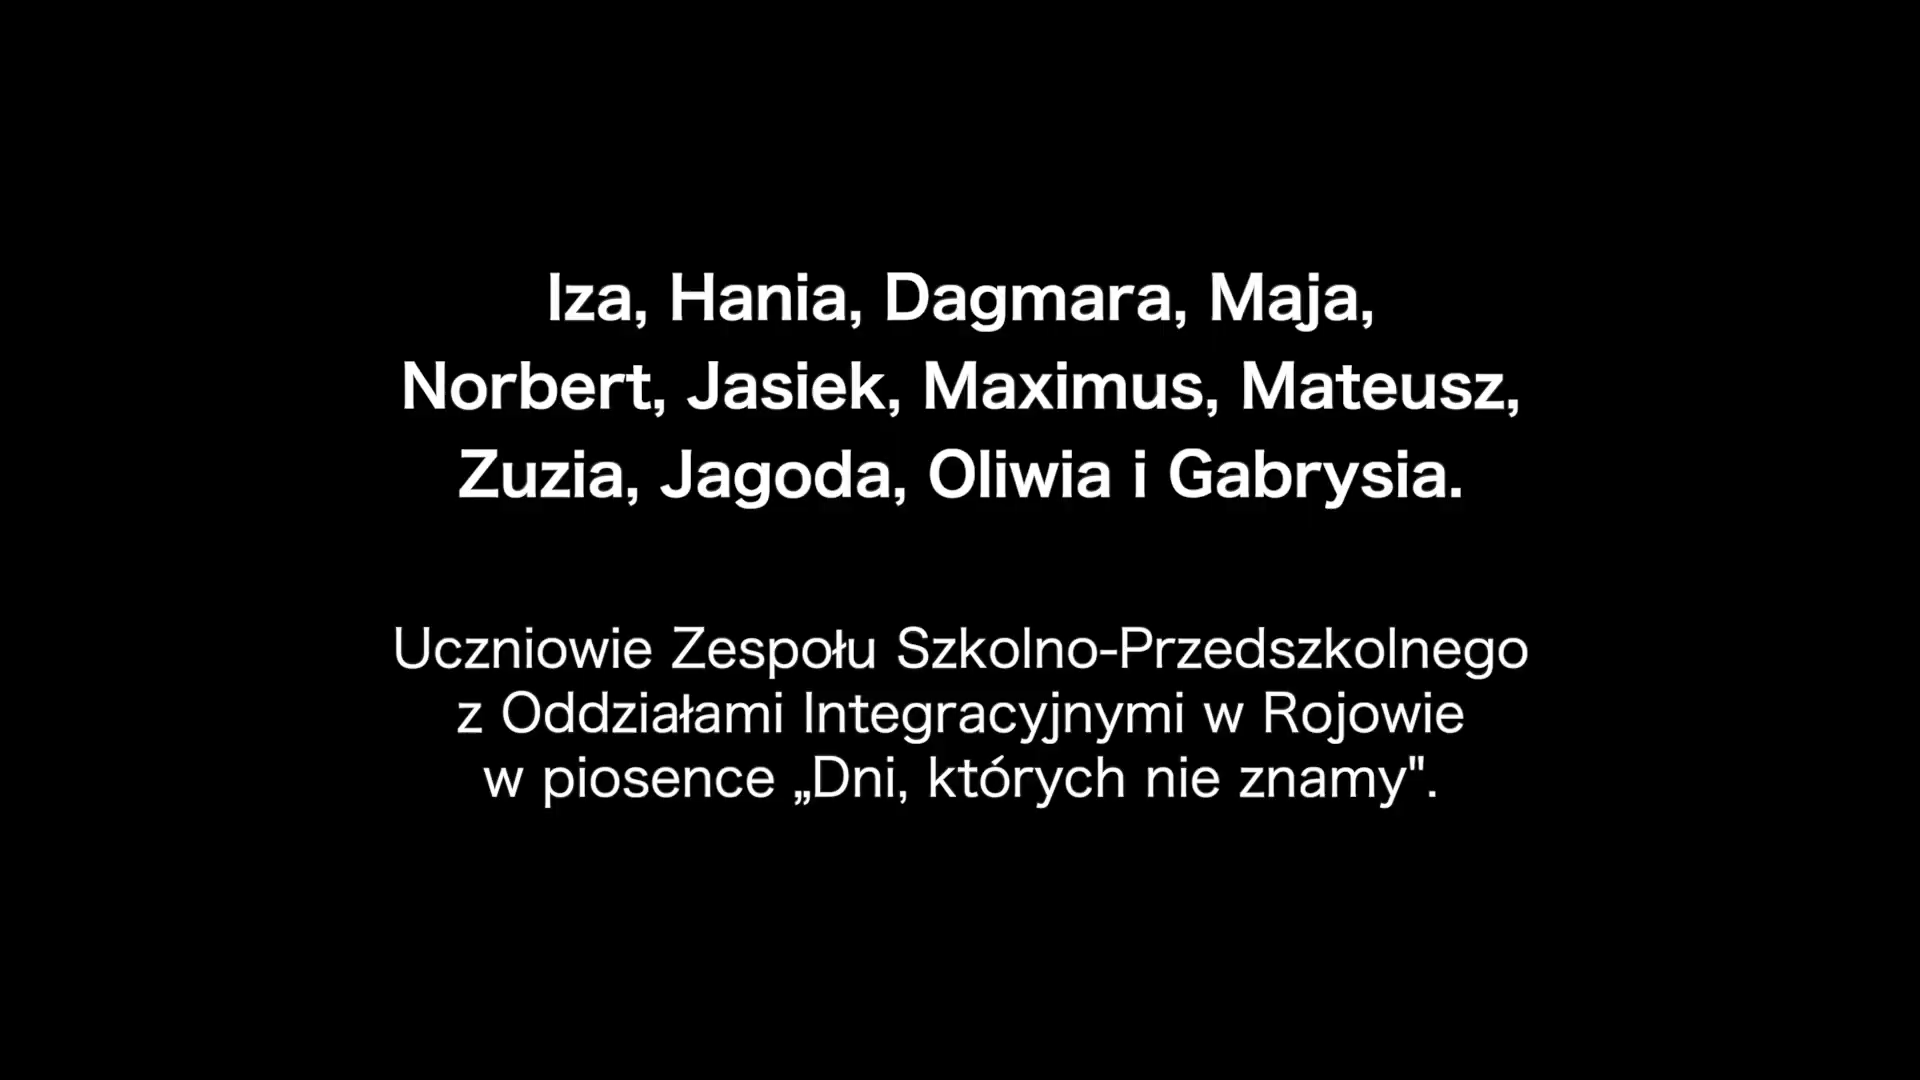 Iza, Hania, Dagmara, Maja,
Norbert, Jasiek, Maximus, Mateusz,
Zuzia, Jagoda, Oliwia i Gabrysia.
Uczniowie Zespołu Szkolno-Przedszkolnego
z Oddziałami Integracyjnymi w Rojowie
w piosence „Dni, których nie znamy".